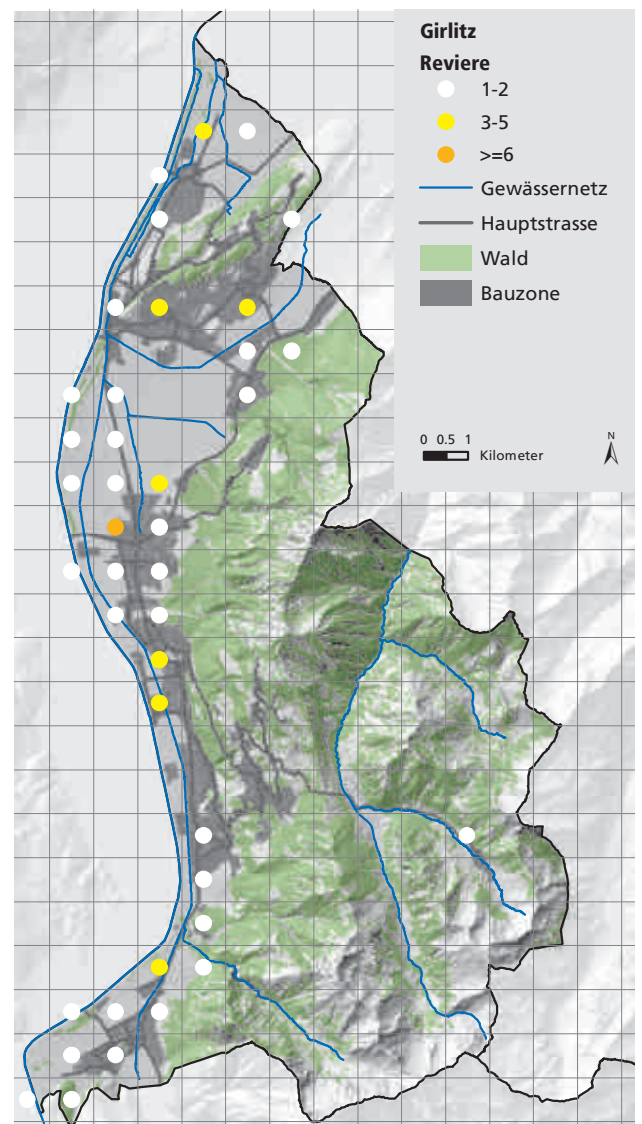 Girlitz
Reviere
1-2
3-5
>=6
Gewässernetz
Hauptstrasse
Wald
Bauzone
0 0.5 1 Kilometer
N